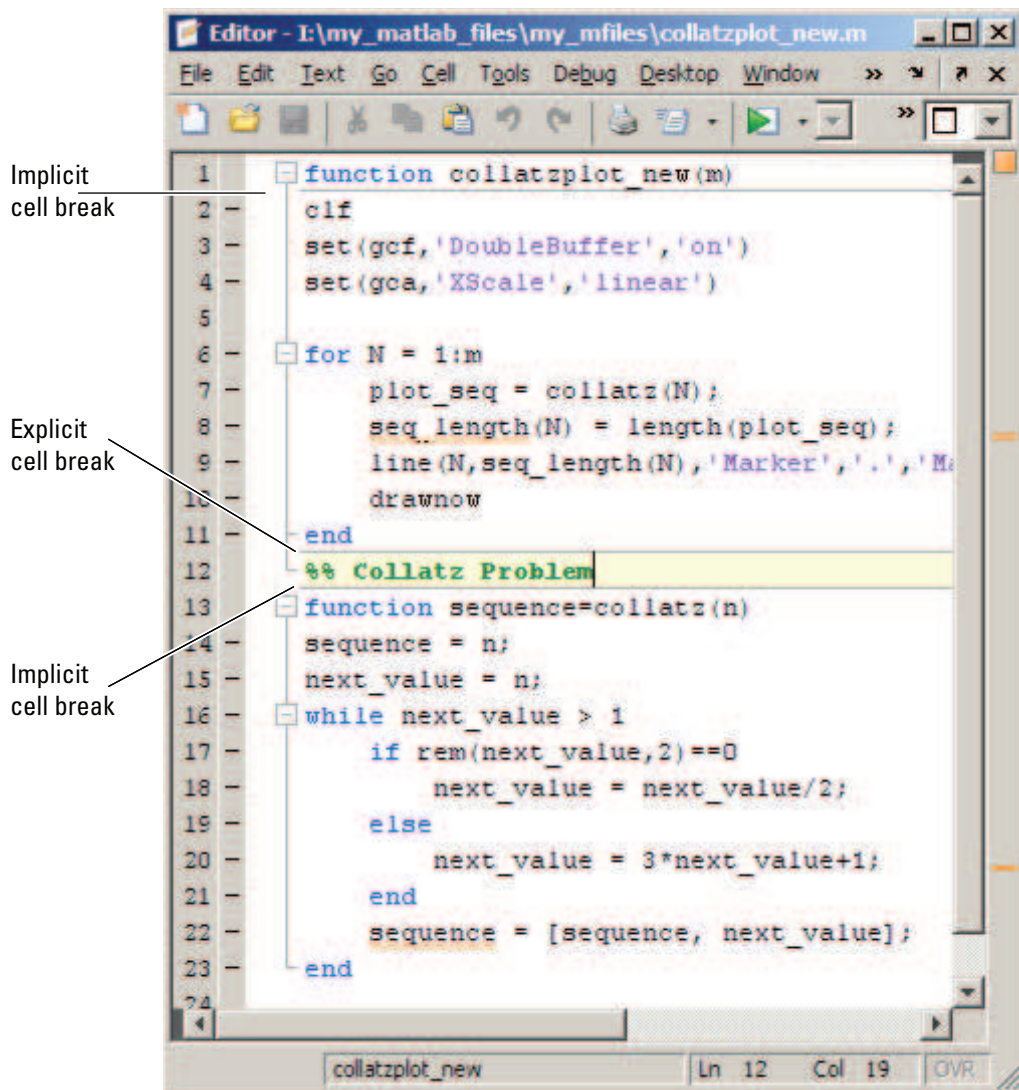 Editor - I:\my_matlab_files\my_mfiles\collatzplot_new.m
File Edit Text Go Cell Tools Debug Desktop Window »
»
Implicit
cell break
1 function collatzplot_new(m)
2 - clf
3 - set(gcf,'DoubleBuffer','on')
4 - set(gca,'XScale','linear')
5
6 - for N = 1:m
7 - plot_seq = collatz(N);
Explicit
cell break
8 - seq_length(N) = length(plot_seq);
9 - line(N,seq_length(N),'Marker','.','Ma
10 - drawnow
11 - end
12 %% Collatz Problem
13 function sequence=collatz(n)
14 - sequence = n;
Implicit
cell break
15 - next_value = n;
16 - while next_value > 1
17 - if rem(next_value,2)==0
18 - next_value = next_value/2;
19 - else
20 - next_value = 3*next_value+1;
21 - end
22 - sequence = [sequence, next_value];
23 - end
24
collatzplot_new Ln 12 Col 19 OVR